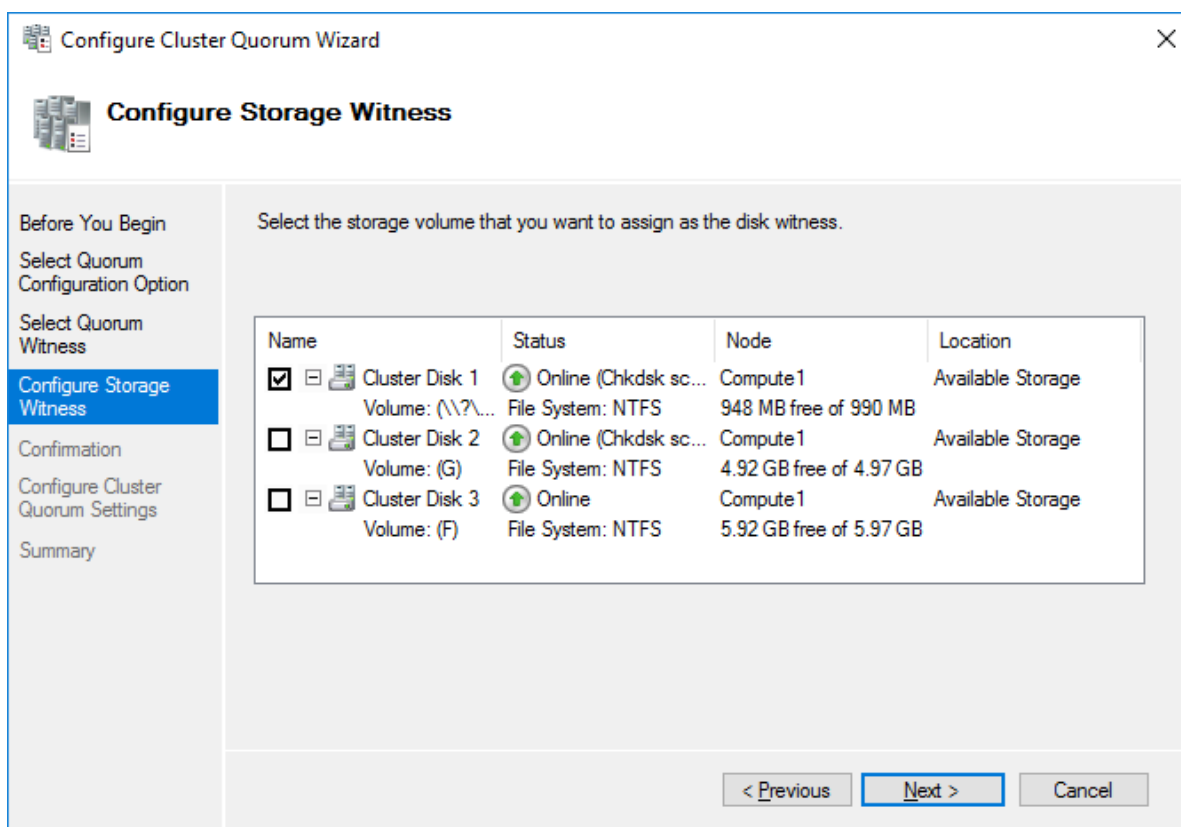 Configure Cluster Quorum Wizard
Configure Storage Witness
Before You Begin
Select Quorum
Configuration Option
Select Quorum
Witness
Configure Storage
Witness
Confirmation
Configure Cluster
Quorum Settings
Summary
Select the storage volume that you want to assign as the disk witness.
Name Status Node Location
Cluster Disk 1 Online (Chkdsk sc... Compute1 Available Storage
Volume: (\\?\... File System: NTFS 948 MB free of 990 MB
Cluster Disk 2 Online (Chkdsk sc... Compute1 Available Storage
Volume: (G) File System: NTFS 4.92 GB free of 4.97 GB
Cluster Disk 3 Online Compute1 Available Storage
Volume: (F) File System: NTFS 5.92 GB free of 5.97 GB
< Previous Next > Cancel